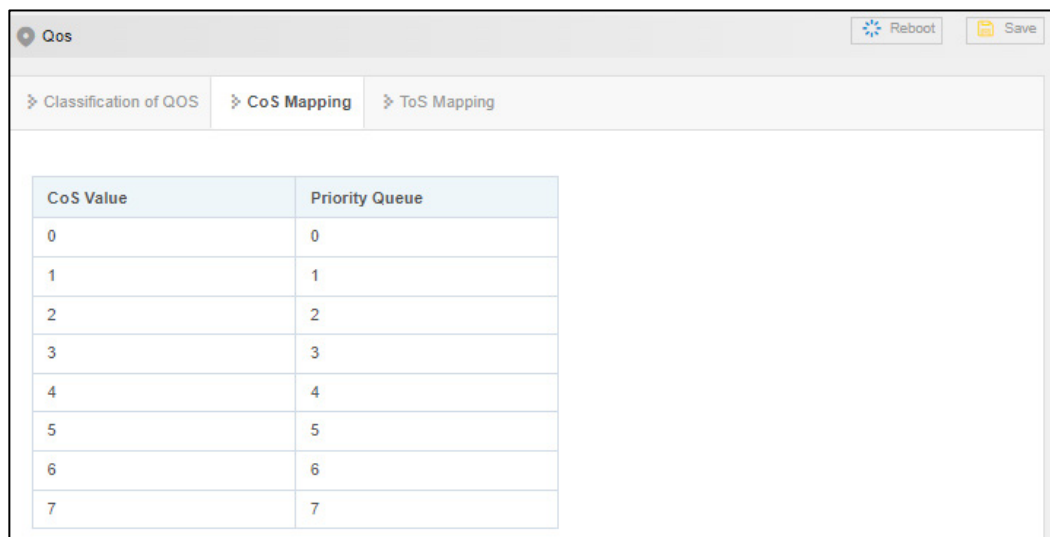 Qos
Reboot
Save
Classification of QOS
CoS Mapping
ToS Mapping
CoS Value Priority Queue
0 0
1 1
2 2
3 3
4 4
5 5
6 6
7 7